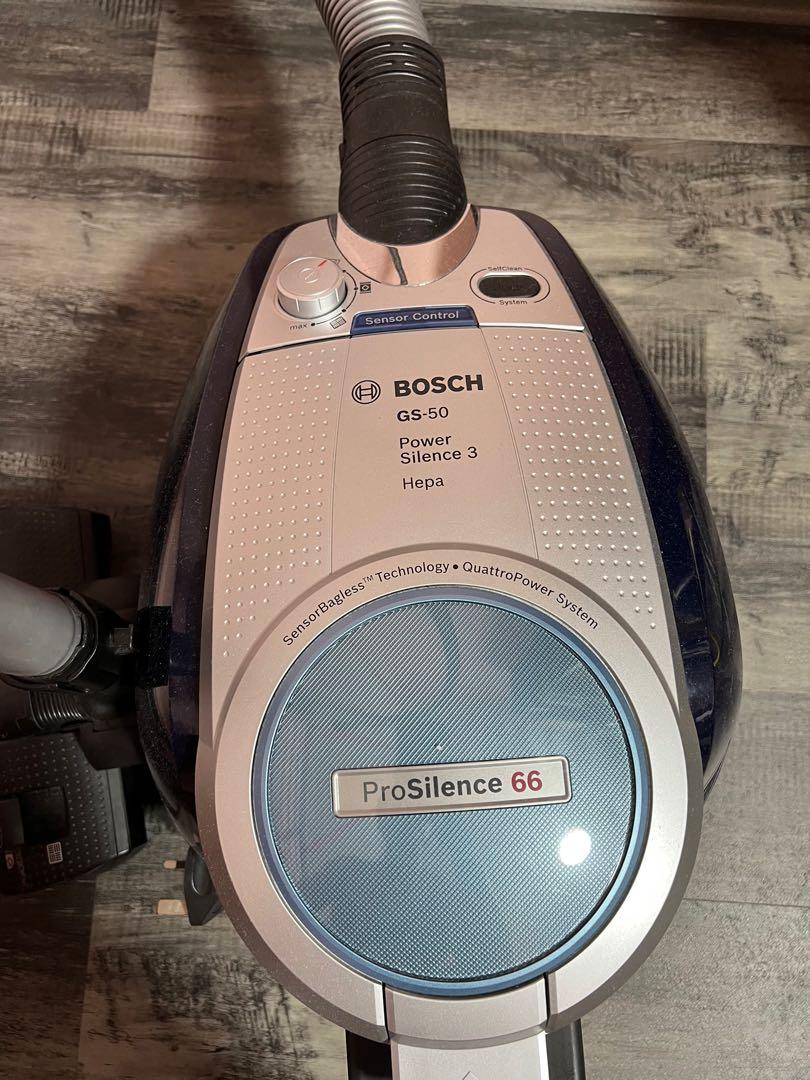 SelfClean
System
max
Sensor Control
BOSCH
GS-50
Power
Silence 3
Hepa
SensorBagless™ Technology • QuattroPower System
ProSilence 66